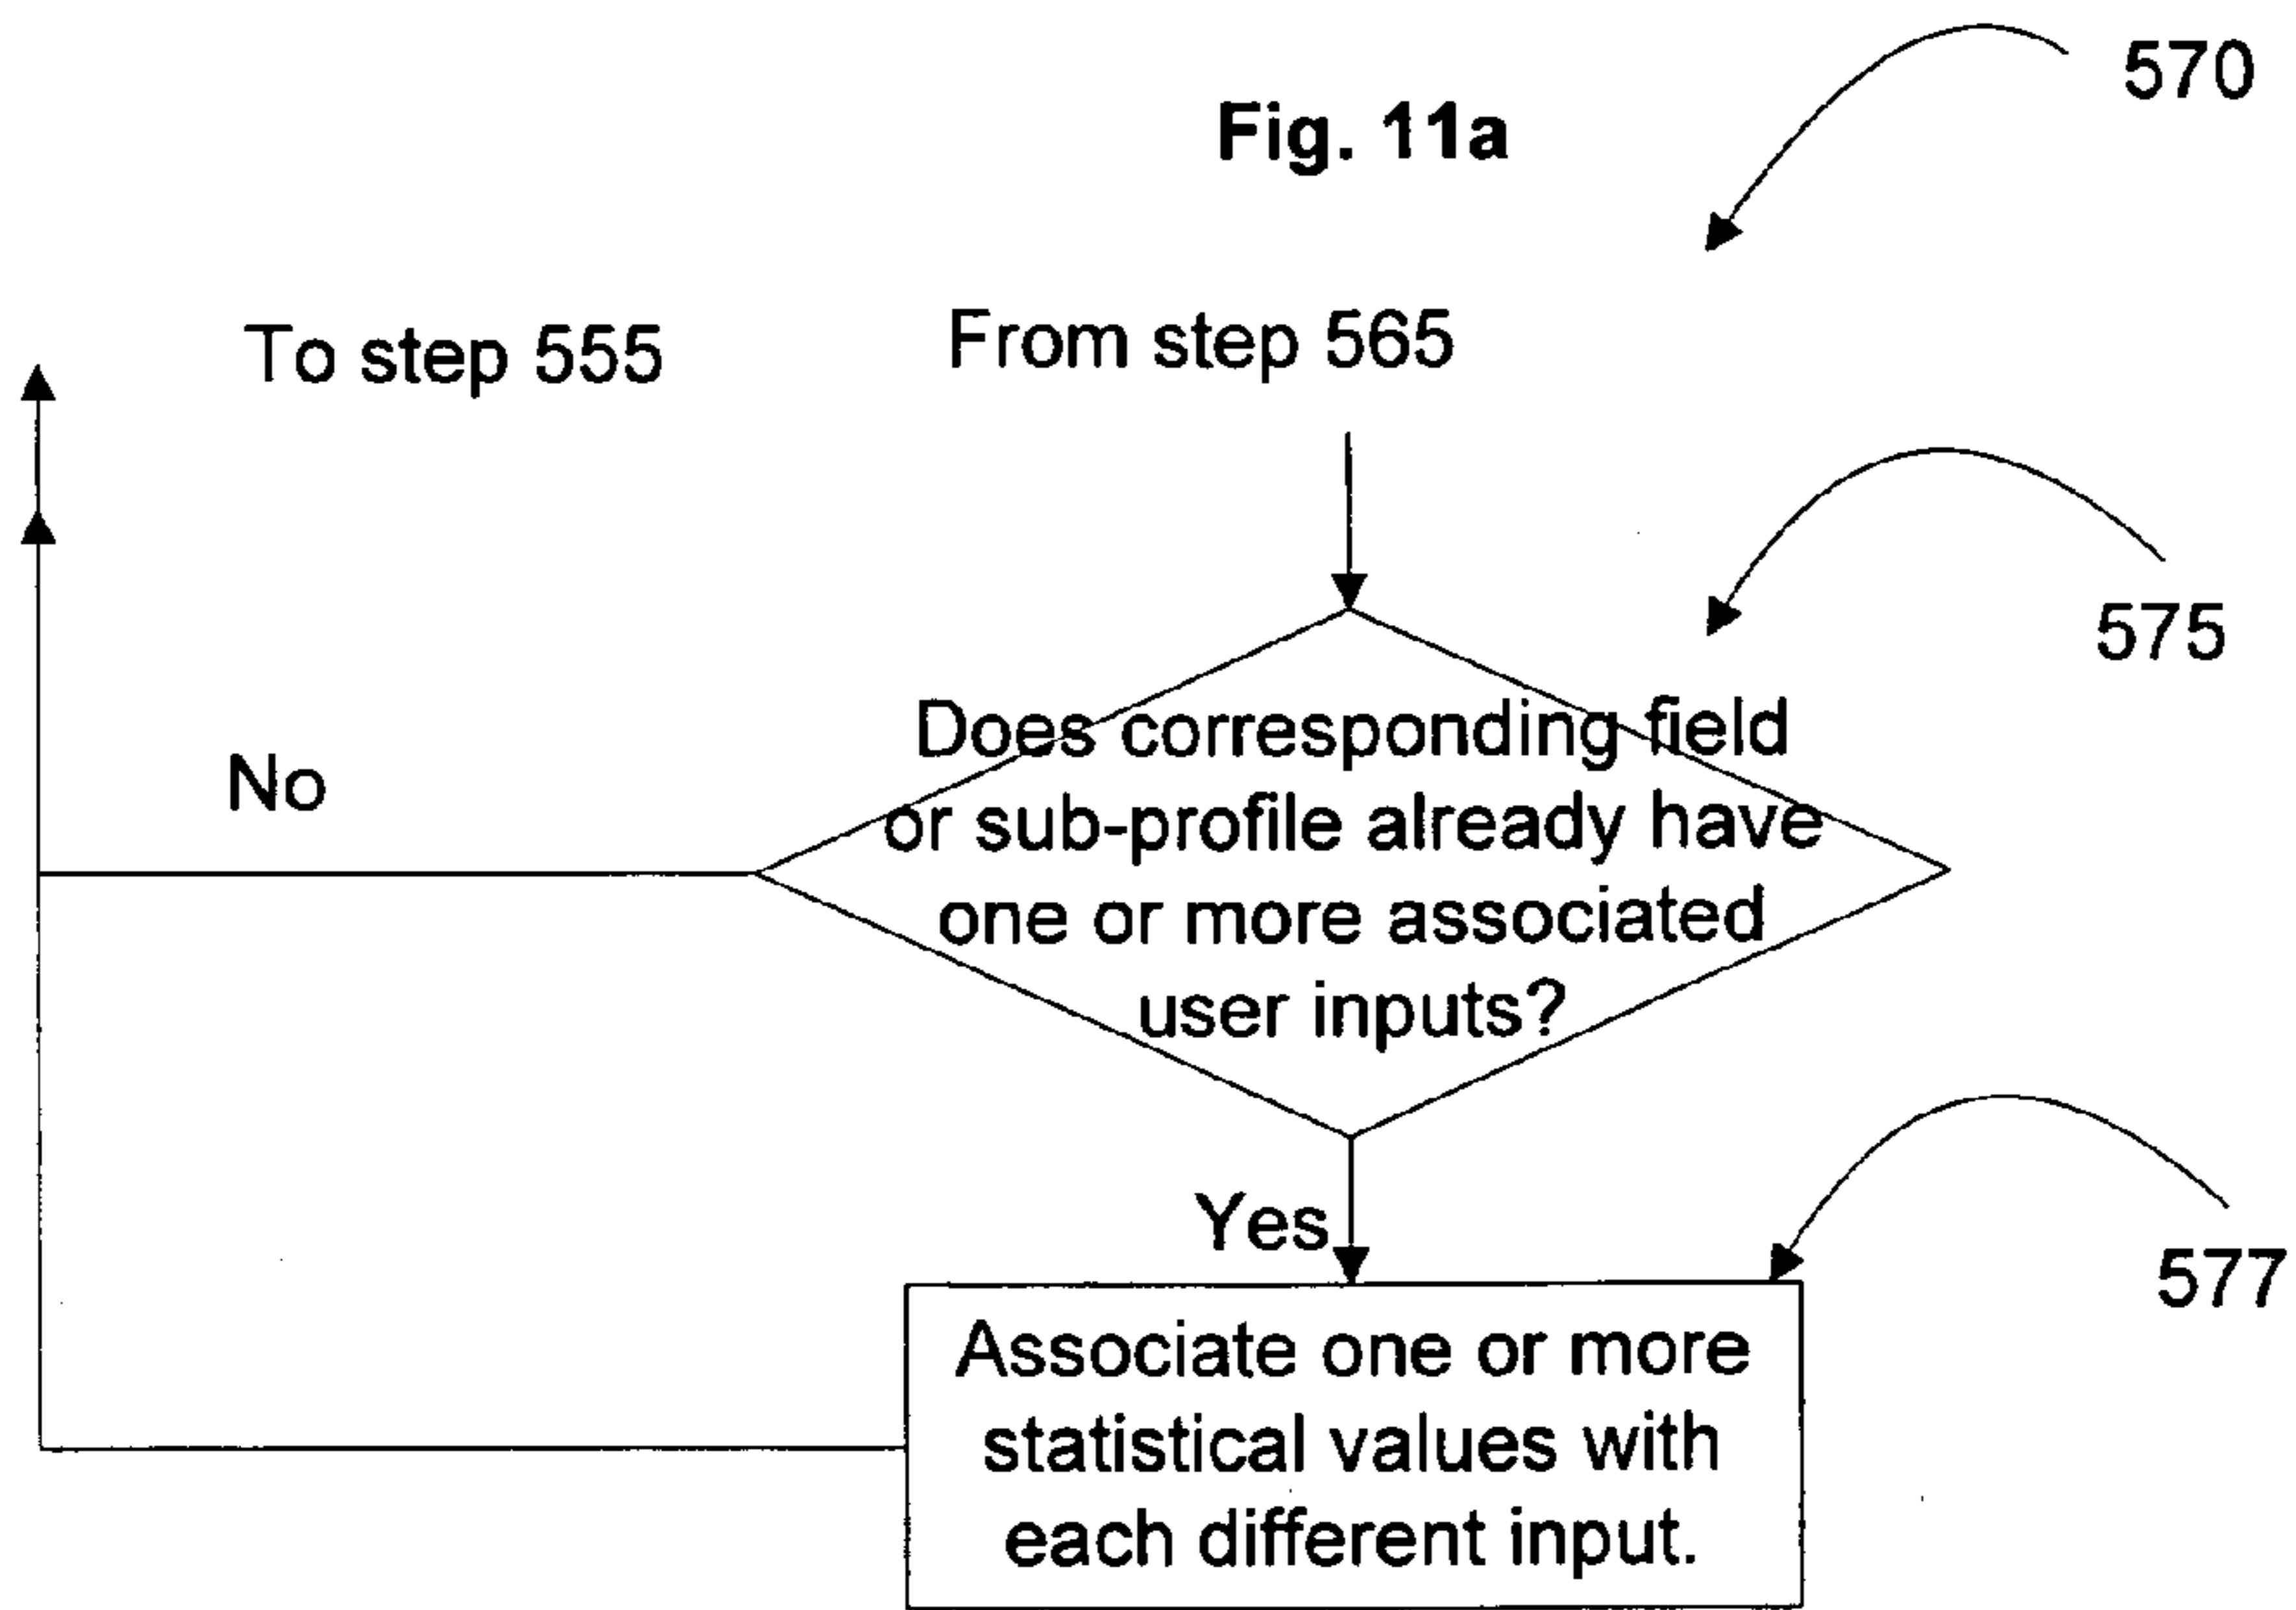 570
Fig. 11a
To step 555
From step 565
575
Does corresponding field
or sub-profile already have
one or more associated
user inputs?
No
Yes
577
Associate one or more
statistical values with
each different input.